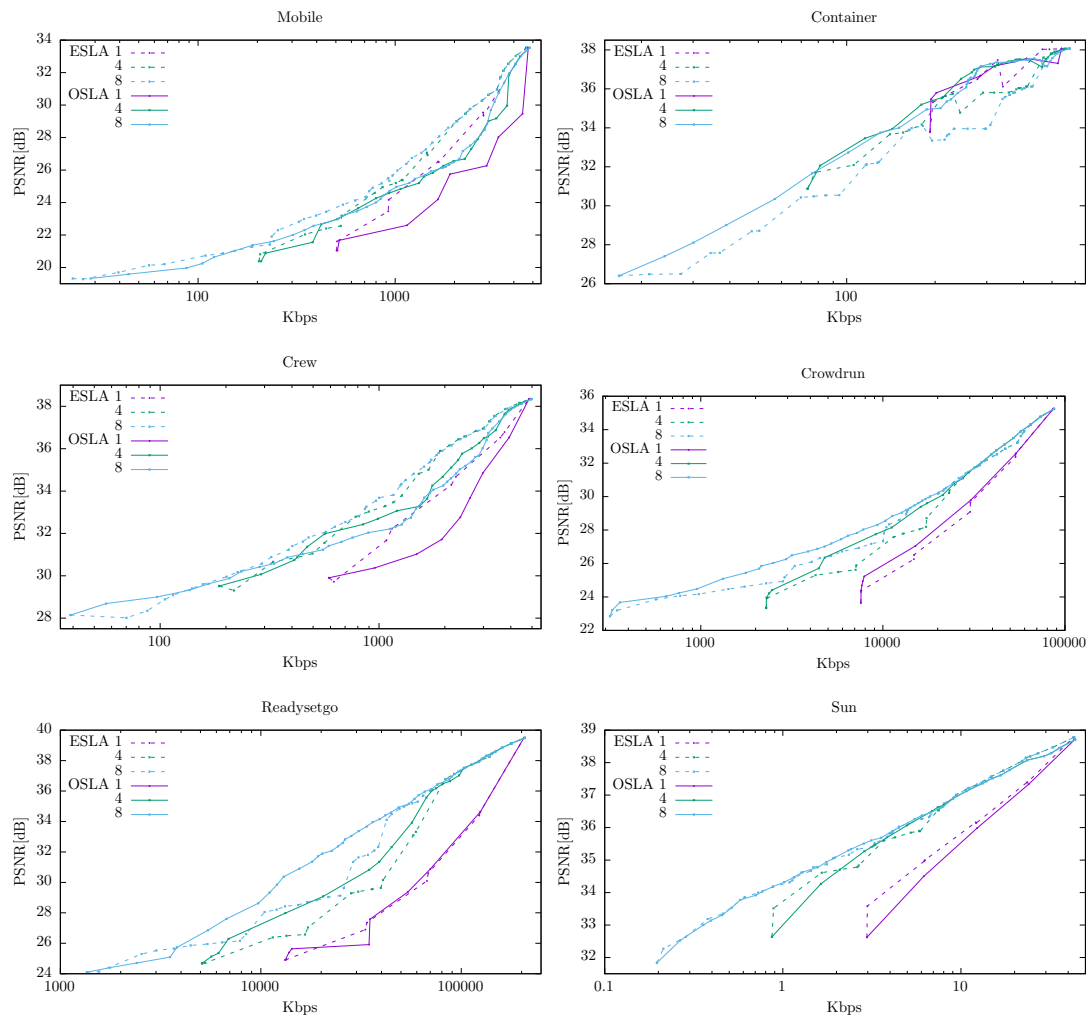 Mobile
34
32
30
28
26
24
22
20
PSNR[dB]
ESLA 1
4
8
OSLA 1
4
8
100
1000
Kbps
Container
38
36
34
32
30
28
26
PSNR[dB]
ESLA 1
4
8
OSLA 1
4
8
100
Kbps
Crew
38
36
34
32
30
28
PSNR[dB]
ESLA 1
4
8
OSLA 1
4
8
100
1000
Kbps
Crowdrun
36
34
32
30
28
26
24
22
PSNR[dB]
ESLA 1
4
8
OSLA 1
4
8
1000
10000
100000
Kbps
Readysetgo
40
38
36
34
32
30
28
26
24
PSNR[dB]
ESLA 1
4
8
OSLA 1
4
8
1000
10000
100000
Kbps
Sun
39
38
37
36
35
34
33
32
PSNR[dB]
ESLA 1
4
8
OSLA 1
4
8
0.1
1
10
Kbps